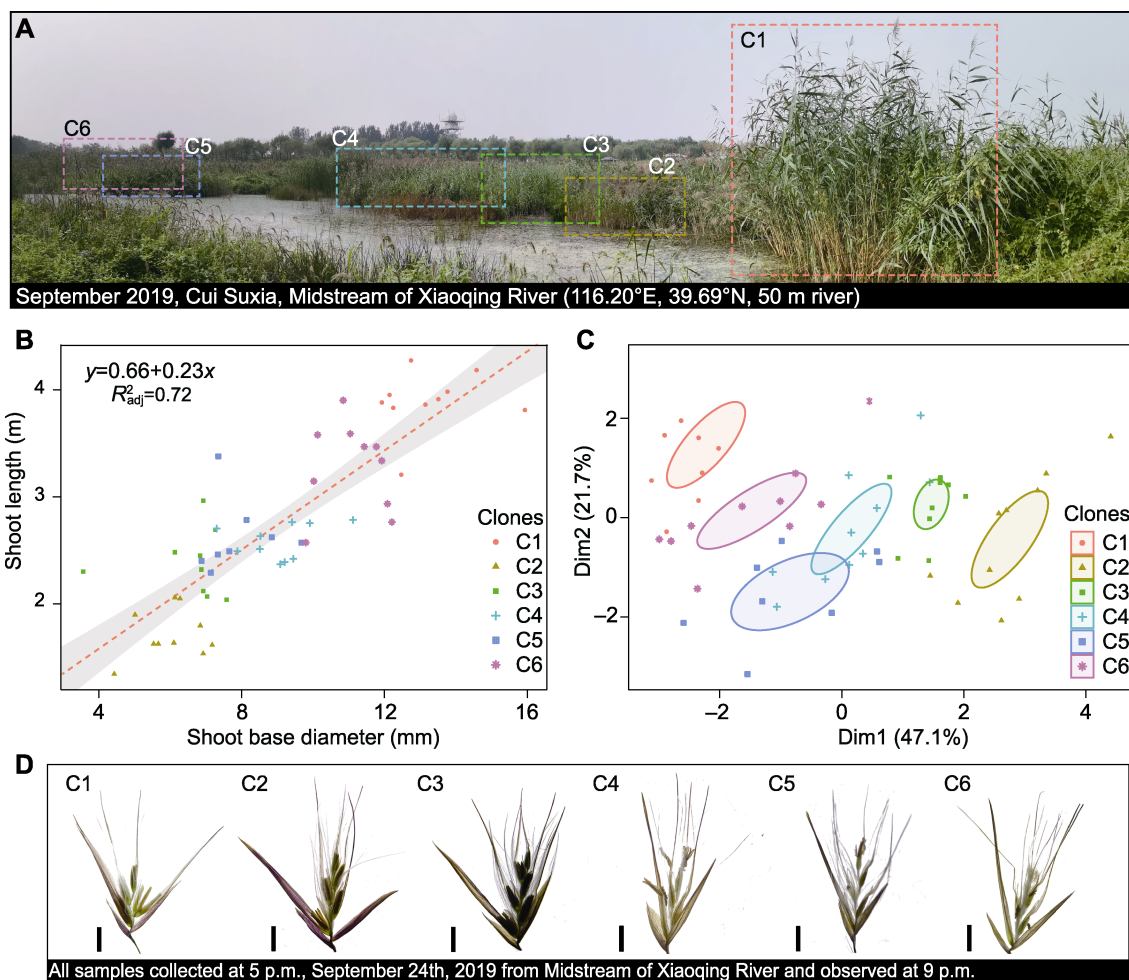 A
C1
C6
C5
C4
C3
C2
September 2019, Cui Suxia, Midstream of Xiaoqing River (116.20°E, 39.69°N, 50 m river)
B
y=0.66+0.23x
R²adj=0.72
4
3
2
Shoot length (m)
4
8
12
16
Shoot base diameter (mm)
Clones
C1
C2
C3
C4
C5
C6
C
2
0
−2
Dim2 (21.7%)
−2
0
2
4
Dim1 (47.1%)
Clones
C1
C2
C3
C4
C5
C6
D
C1
C2
C3
C4
C5
C6
All samples collected at 5 p.m., September 24th, 2019 from Midstream of Xiaoqing River and observed at 9 p.m.